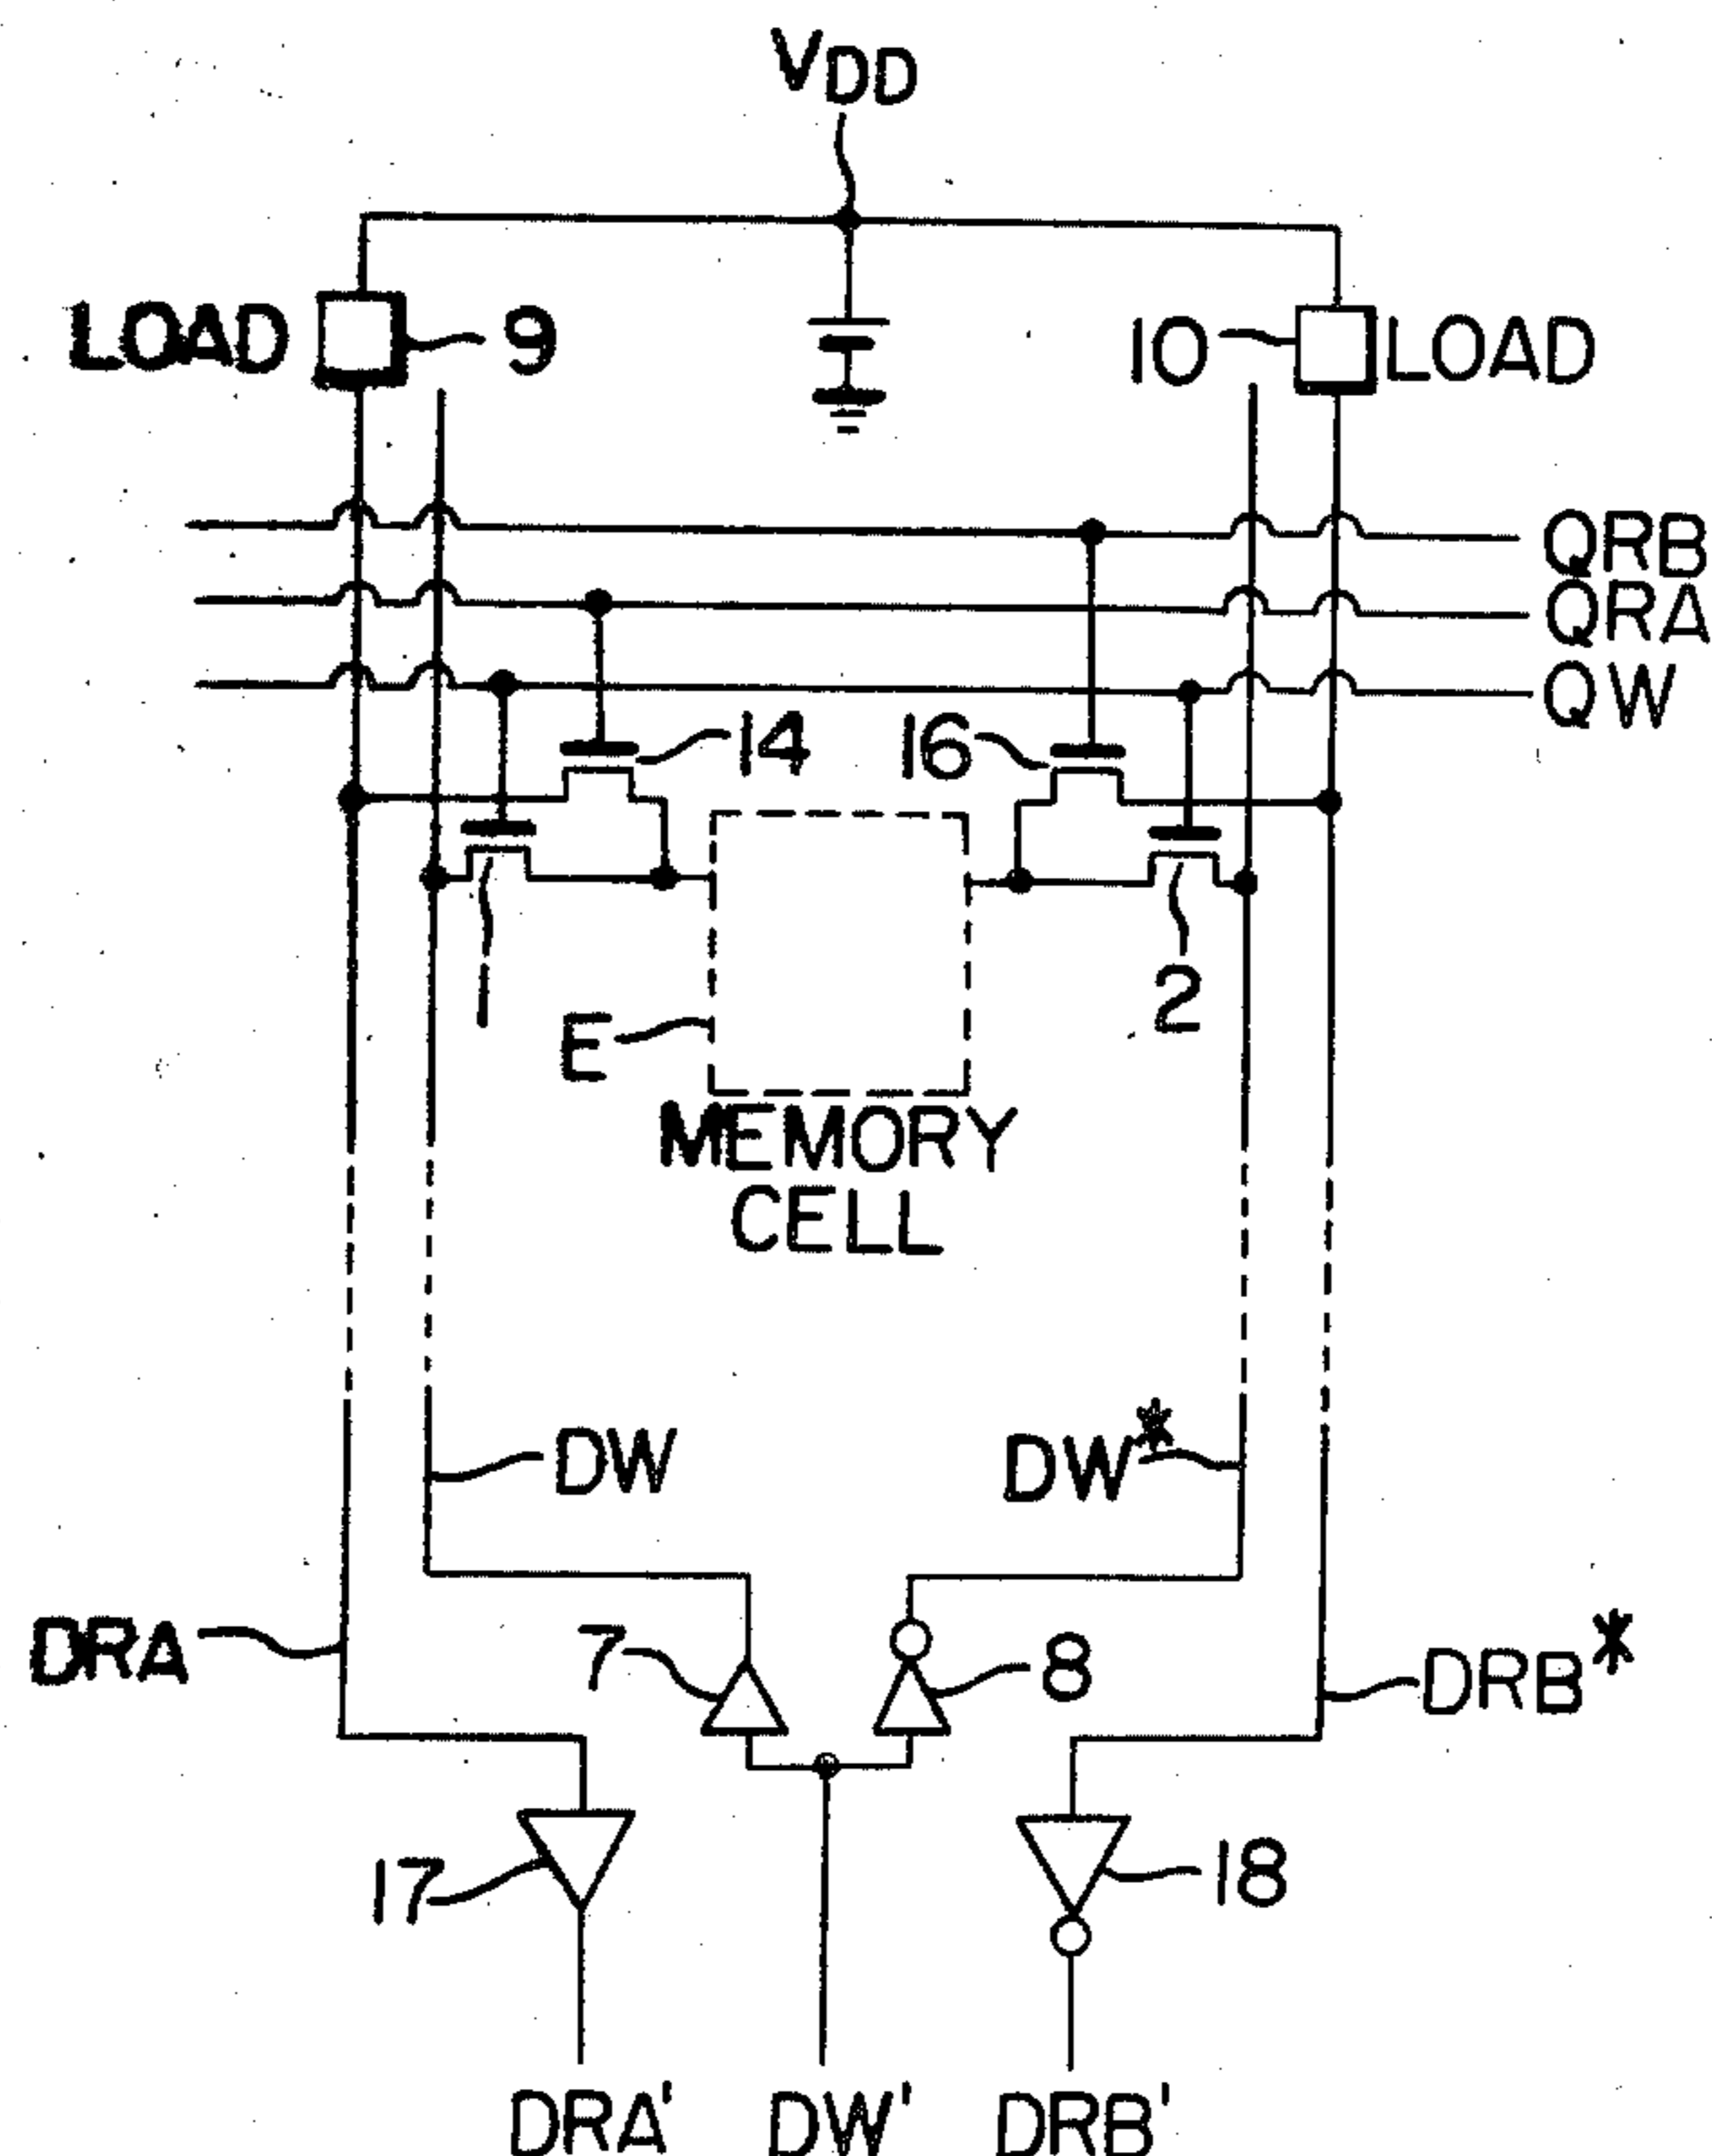 VDD
LOAD 9 10 LOAD
QRB
QRA
QW
14 16
1 2
E
MEMORY
CELL
DW DW*
DRA 7 8 DRB*
17 18
DRA' DW' DRB'